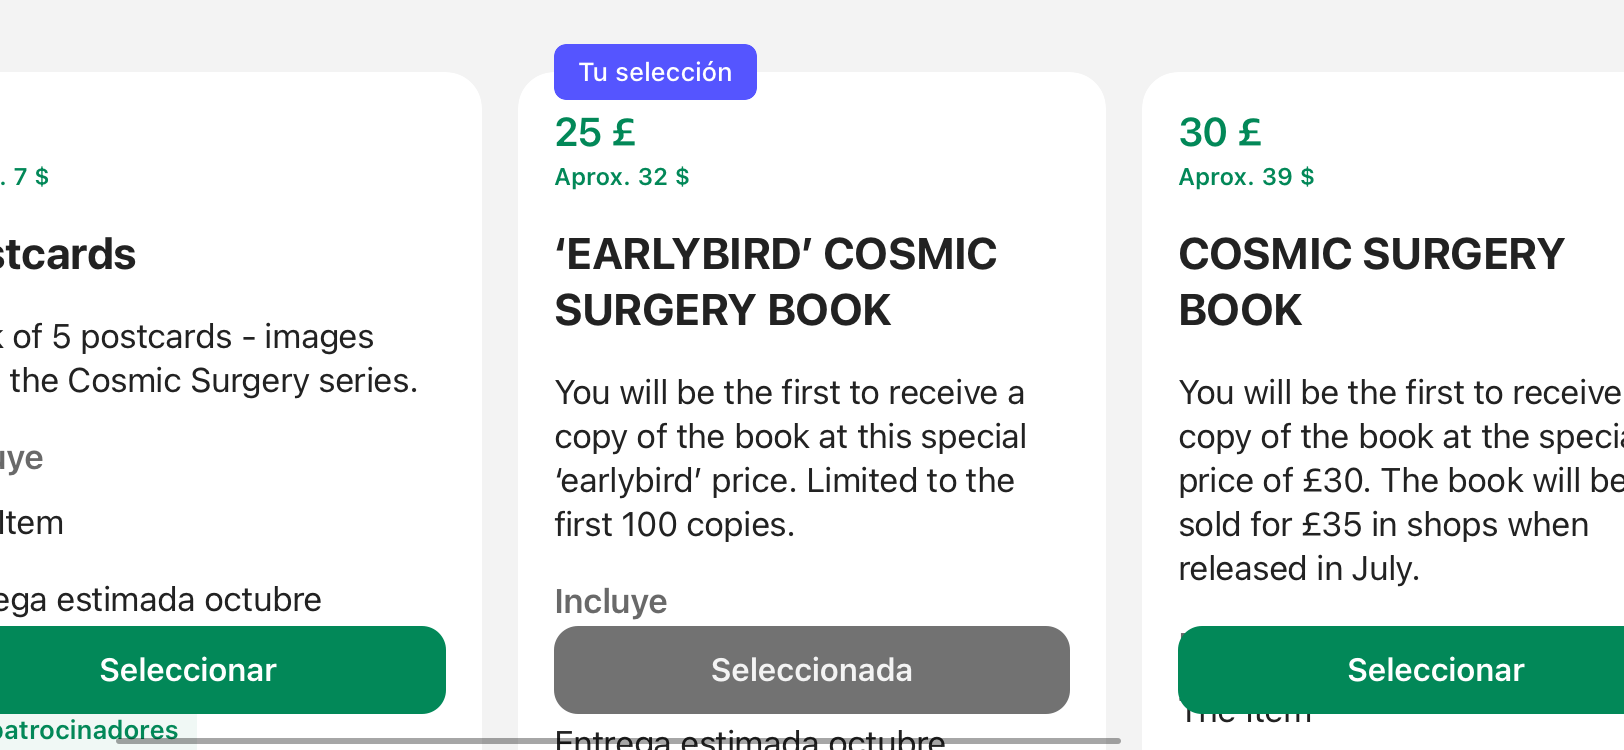 . 7 $
stcards
of 5 postcards - images
the Cosmic Surgery series.
uye
Item
ega estimada octubre
Seleccionar
patrocinadores
Tu selección
25 £
Aprox. 32 $
‘EARLYBIRD’ COSMIC
SURGERY BOOK
You will be the first to receive a
copy of the book at this special
‘earlybird’ price. Limited to the
first 100 copies.
Incluye
Seleccionada
Entrega estimada octubre
30 £
Aprox. 39 $
COSMIC SURGERY
BOOK
You will be the first to receive
copy of the book at the specia
price of £30. The book will be
sold for £35 in shops when
released in July.
Seleccionar
The Item